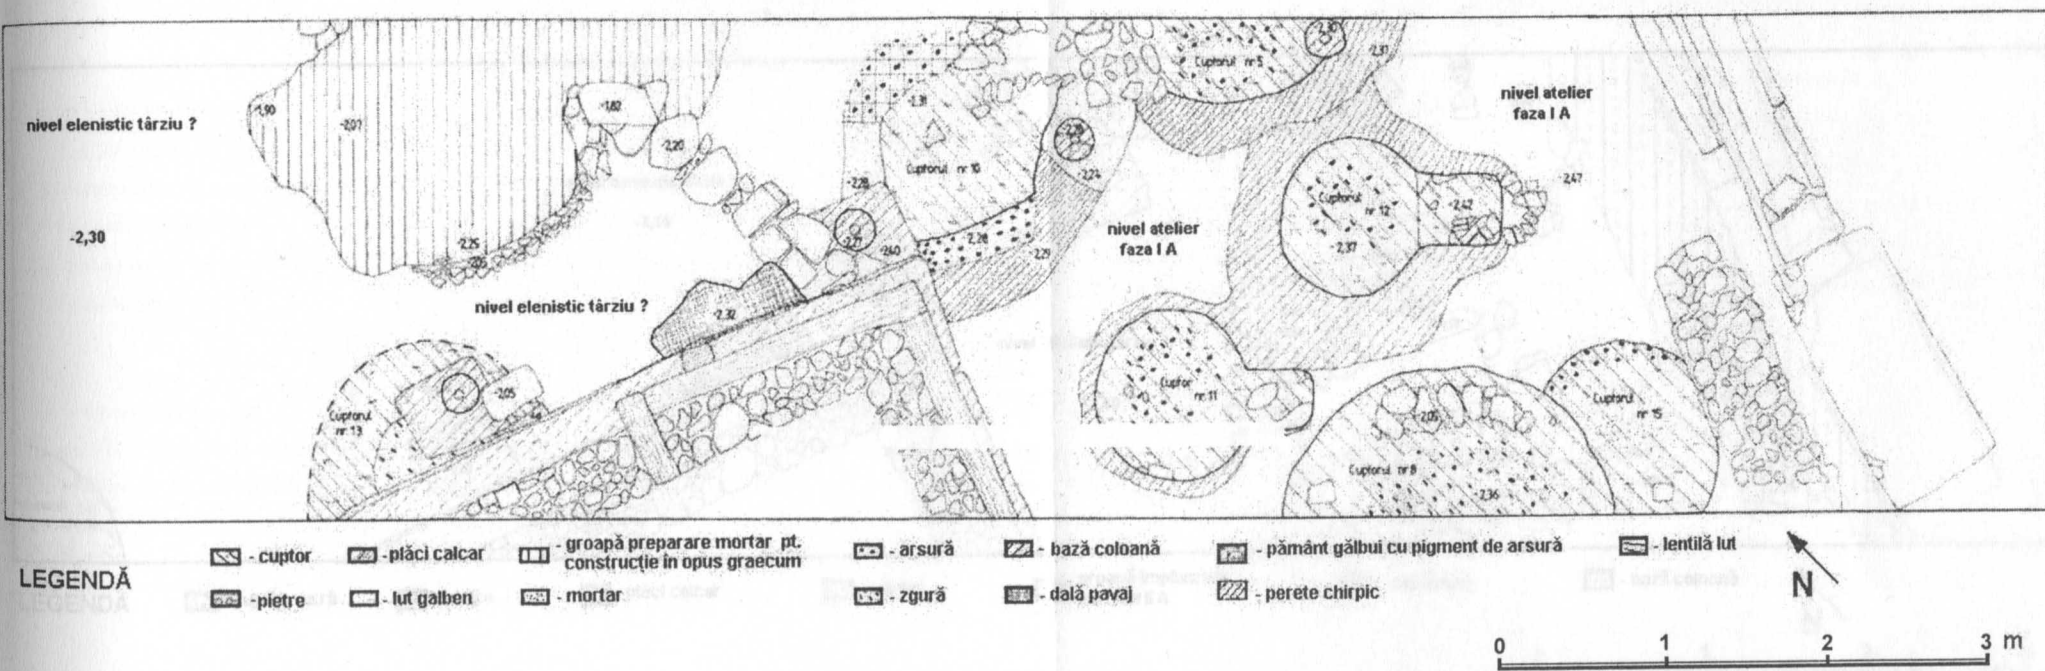 nivel elenistic târziu ?
-2,30
-1,90
-2,07
-1,82
-2,20
-2,25
nivel elenistic târziu ?
-2,32
Cuptorul
nr 13
-2,05
-2,31
Cuptorul nr 10
-2,28
-2,40
-2,28
-2,29
-2,24
Cuptorul nr 5
-2,31
nivel atelier
faza I A
nivel atelier
faza I A
Cuptorul
nr 12
-2,37
-2,42
-2,47
Cuptor
nr 11
-2,05
Cuptorul nr 8
-2,36
Cuptorul
nr 15
LEGENDĂ
- cuptor
-plăci calcar
- groapă preparare mortar pt.
construcție în opus graecum
- arsură
- bază coloană
- pământ gălbui cu pigment de arsură
- lentilă lut
-pietre
- lut galben
- mortar
- zgură
- dală pavaj
- perete chirpic
N
0 1 2 3 m